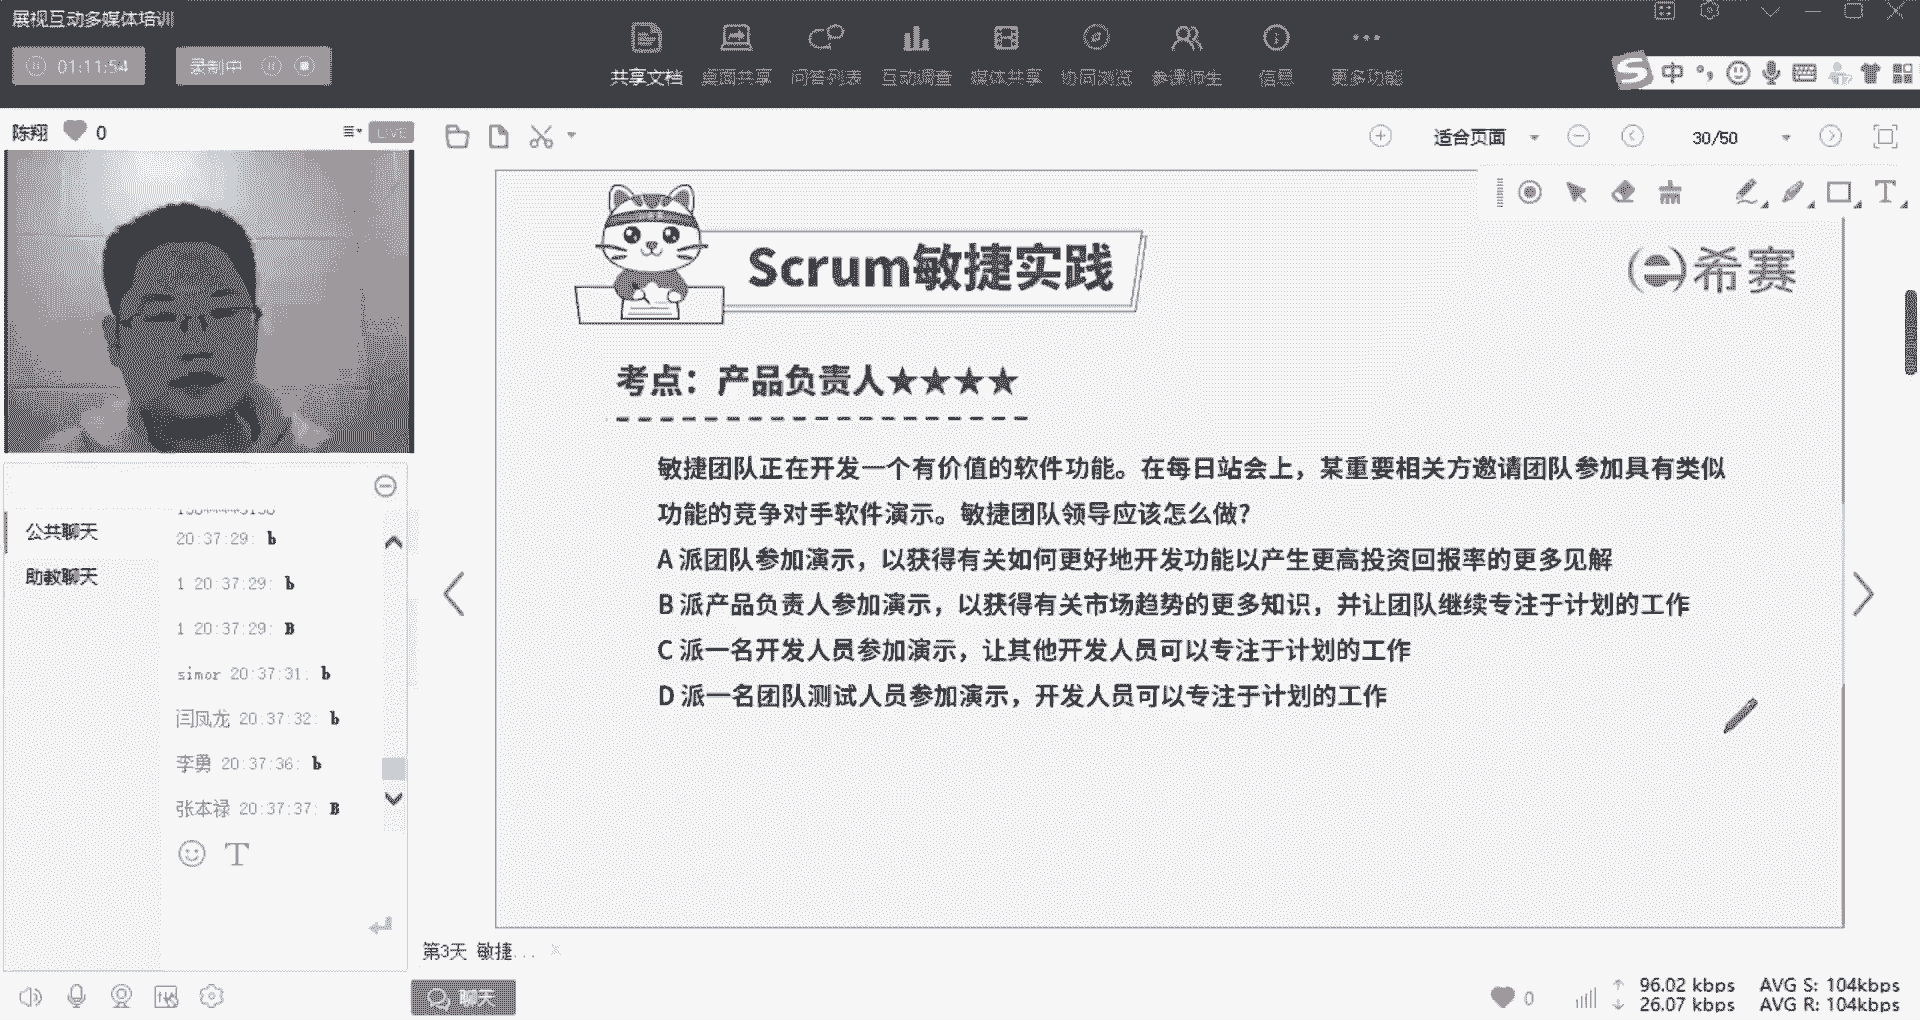 展视互动多媒体培训
01:11:54
录制中
共享文档 桌面共享 问答列表 互动调查 媒体共享 协同浏览 参课师生 信息 更多功能
中
陈翔 0
LIVE
适合页面
30/50
T
Scrum敏捷实践
希赛
考点：产品负责人★★★★
敏捷团队正在开发一个有价值的软件功能。在每日站会上，某重要相关方邀请团队参加具有类似
功能的竞争对手软件演示。敏捷团队领导应该怎么做?
A 派团队参加演示，以获得有关如何更好地开发功能以产生更高投资回报率的更多见解
B 派产品负责人参加演示，以获得有关市场趋势的更多知识，并让团队继续专注于计划的工作
C 派一名开发人员参加演示，让其他开发人员可以专注于计划的工作
D 派一名团队测试人员参加演示，开发人员可以专注于计划的工作
公共聊天
助教聊天
20:37:29: b
1 20:37:29: b
1 20:37:29: B
simor 20:37:31: b
闫凤龙 20:37:32: b
李勇 20:37:36: b
张本禄 20:37:37: B
T
第3天 敏捷...
聊天
0
96.02 kbps AVG S: 104kbps
26.07 kbps AVG R: 104kbps